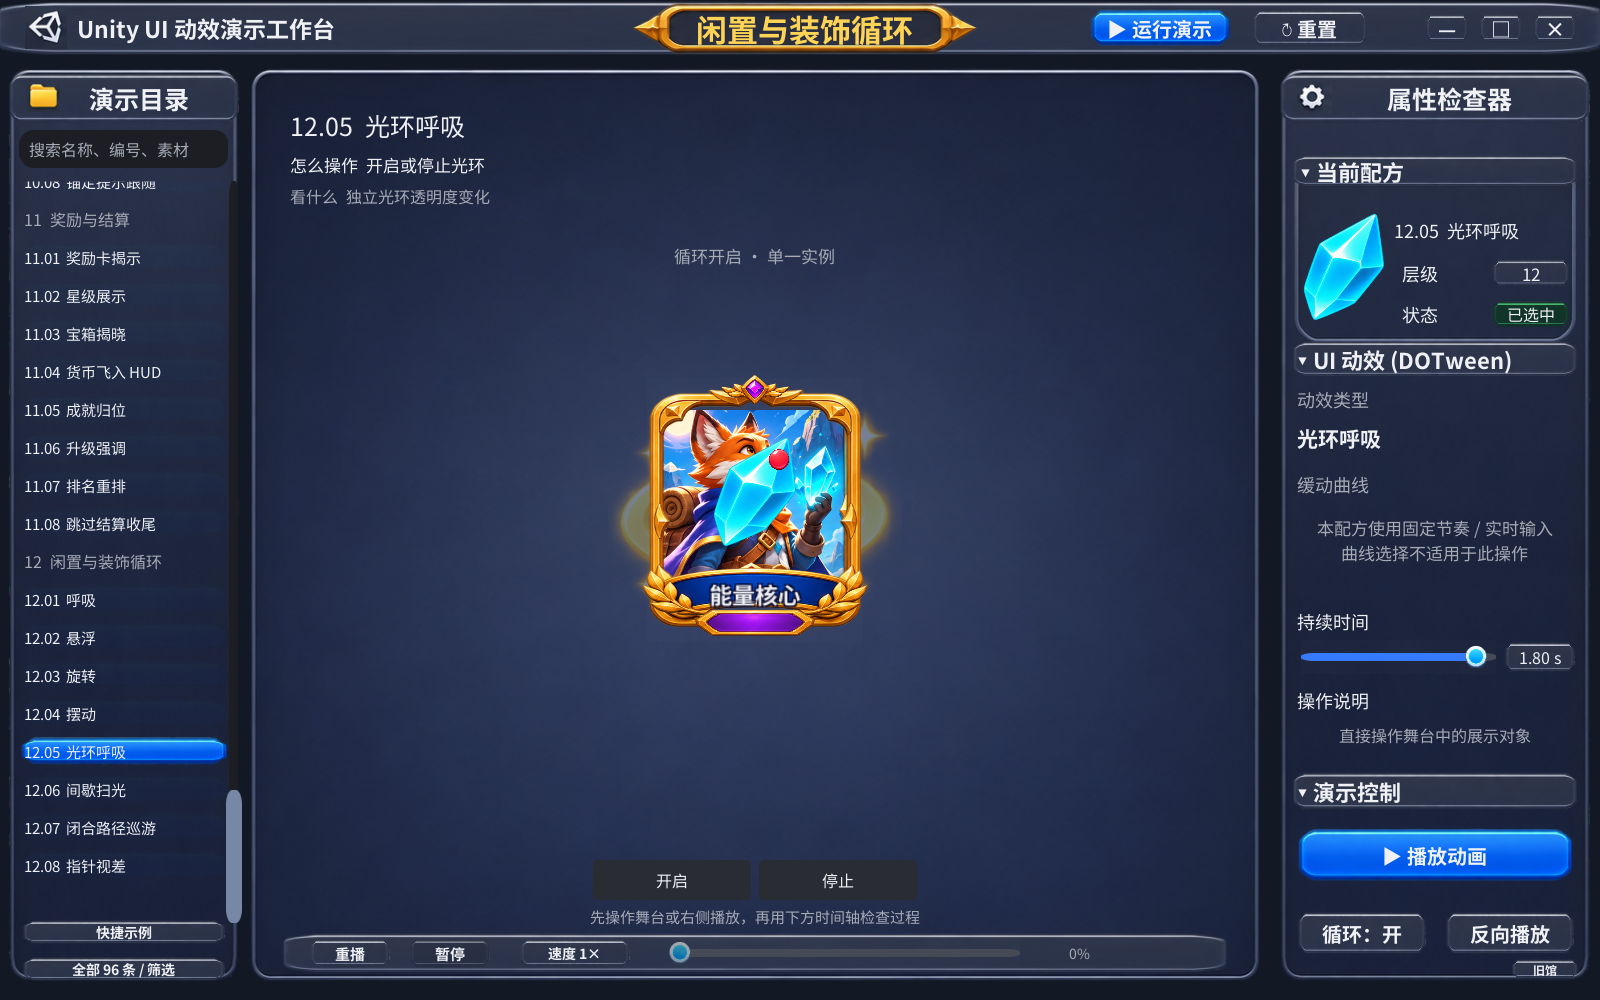 Unity UI 动效演示工作台
闲置与装饰循环
▶ 运行演示
重置
演示目录
搜索名称、编号、素材
10.08 锚定提示跟随
11 奖励与结算
11.01 奖励卡揭示
11.02 星级展示
11.03 宝箱揭晓
11.04 货币飞入 HUD
11.05 成就归位
11.06 升级强调
11.07 排名重排
11.08 跳过结算收尾
12 闲置与装饰循环
12.01 呼吸
12.02 悬浮
12.03 旋转
12.04 摆动
12.05 光环呼吸
12.06 间歇扫光
12.07 闭合路径巡游
12.08 指针视差
快捷示例
全部 96 条 / 筛选
12.05 光环呼吸
怎么操作 开启或停止光环
看什么 独立光环透明度变化
循环开启 • 单一实例
能量核心
开启
停止
先操作舞台或右侧播放，再用下方时间轴检查过程
重播
暂停
速度 1×
0%
属性检查器
▼ 当前配方
12.05 光环呼吸
层级
12
状态
已选中
▼ UI 动效 (DOTween)
动效类型
光环呼吸
缓动曲线
本配方使用固定节奏 / 实时输入
曲线选择不适用于此操作
持续时间
1.80 s
操作说明
直接操作舞台中的展示对象
▼ 演示控制
▶ 播放动画
循环：开
反向播放
旧馆